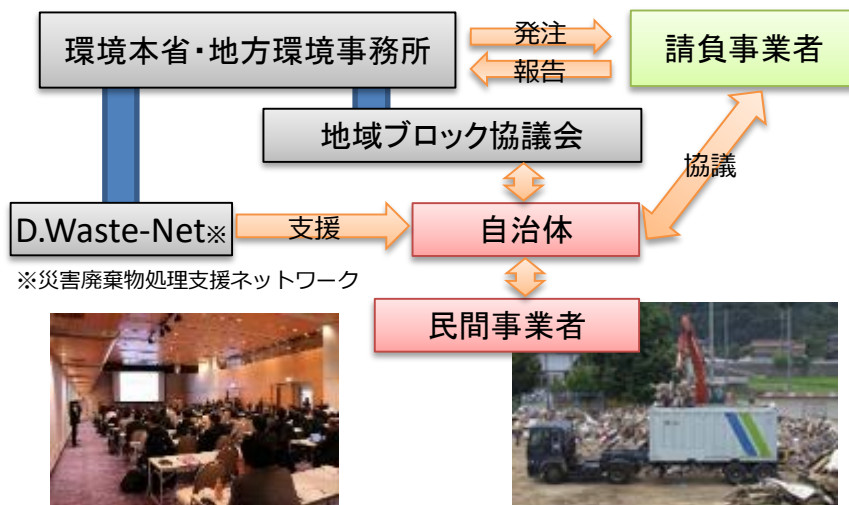 環境本省・地方環境事務所
発注
報告
請負事業者
地域ブロック協議会
協議
D.Waste-Net※
支援
自治体
※災害廃棄物処理支援ネットワーク
民間事業者